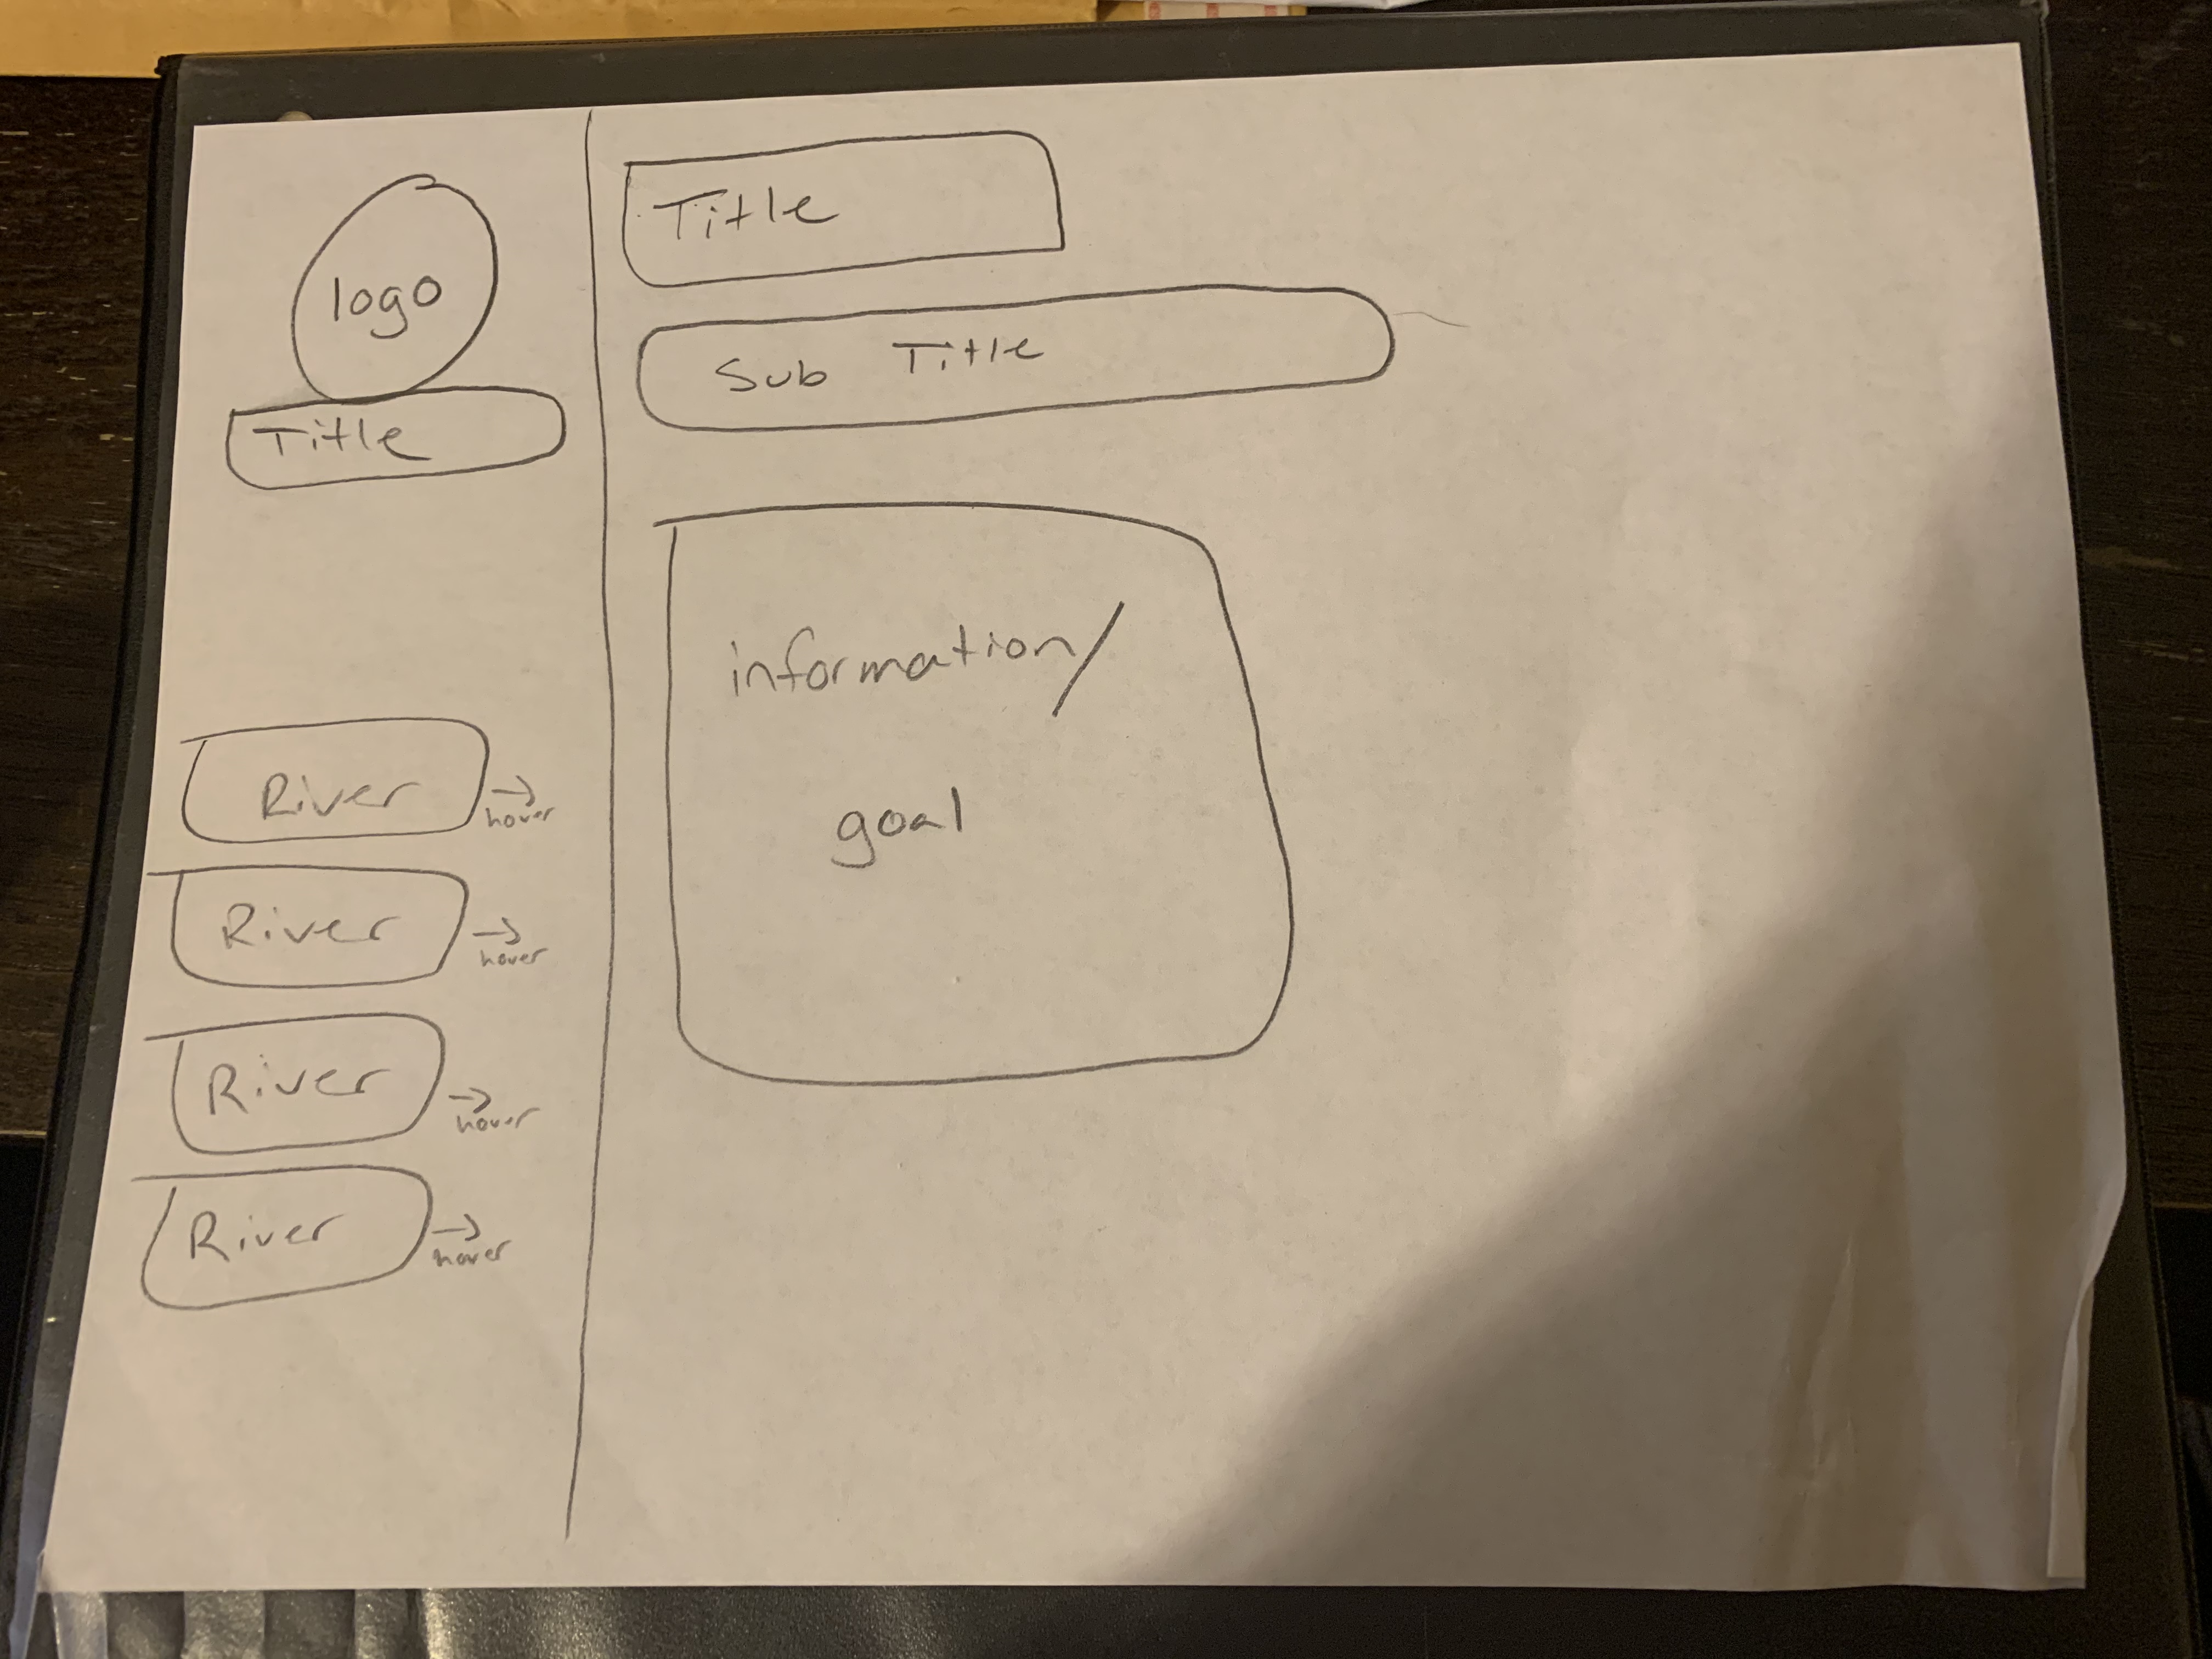 logo
Title
River
→ hover
River
→ hover
River
→ hover
River
→ hover
Title
Sub Title
information/
goal